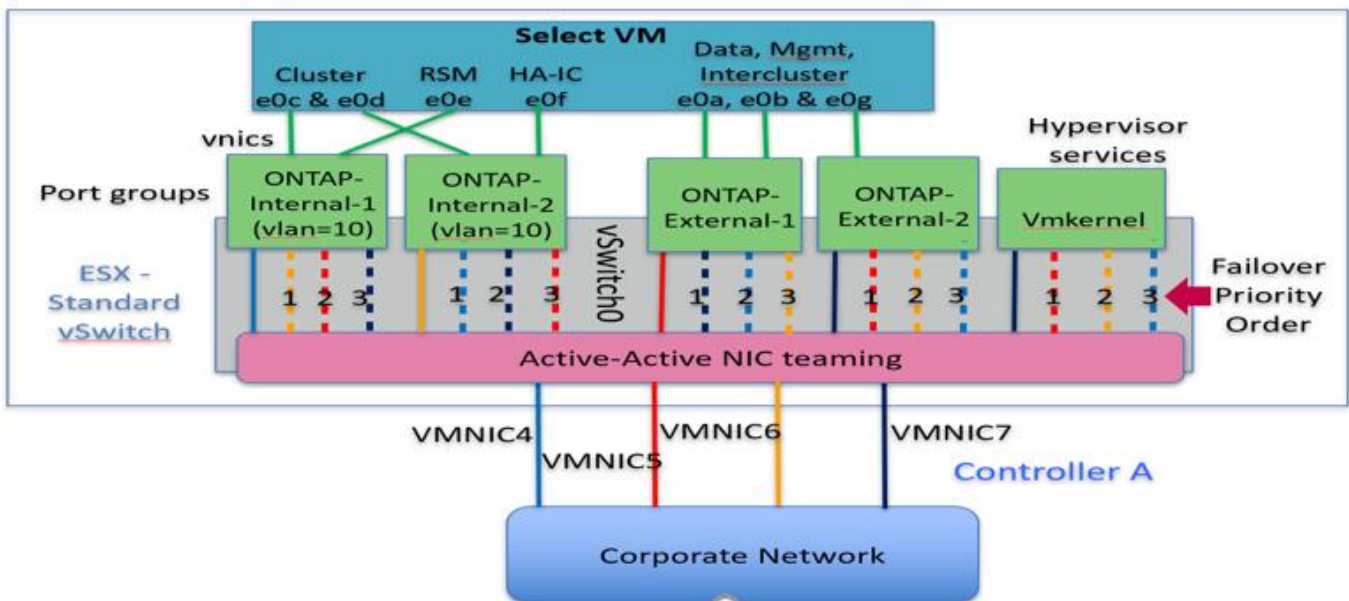 Select VM
Cluster
e0c & e0d
RSM
e0e
HA-IC
e0f
Data, Mgmt,
Intercluster
e0a, e0b & e0g
vnics
Hypervisor
services
Port groups
ONTAP-
Internal-1
(vlan=10)
ONTAP-
Internal-2
(vlan=10)
ONTAP-
External-1
ONTAP-
External-2
Vmkernel
vSwitch0
ESX -
Standard
vSwitch
1 2 3
1 2 3
1 2 3
1 2 3
1 2 3
Failover
Priority
Order
Active-Active NIC teaming
VMNIC4
VMNIC5
VMNIC6
VMNIC7
Controller A
Corporate Network